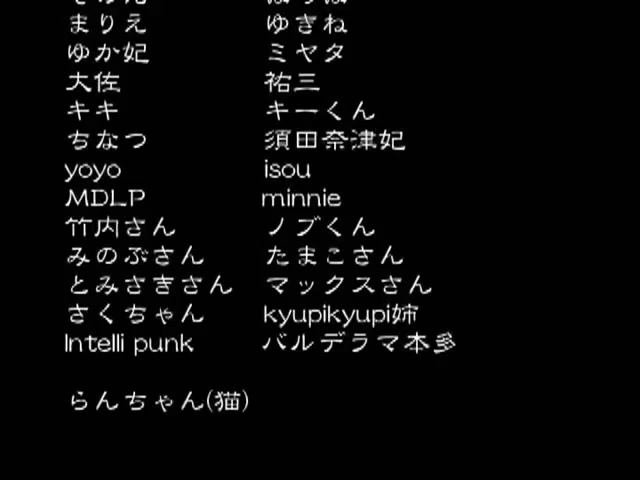 まりえ ゆきね
ゆか妃 ミヤタ
大佐 祐三
キキ キーくん
ちなつ 須田奈津妃
yoyo isou
MDLP minnie
竹内さん ノブくん
みのぶさん たまこさん
とみさきさん マックスさん
さくちゃん kyupikyupi姉
Intelli punk バルデラマ本多
らんちゃん(猫)